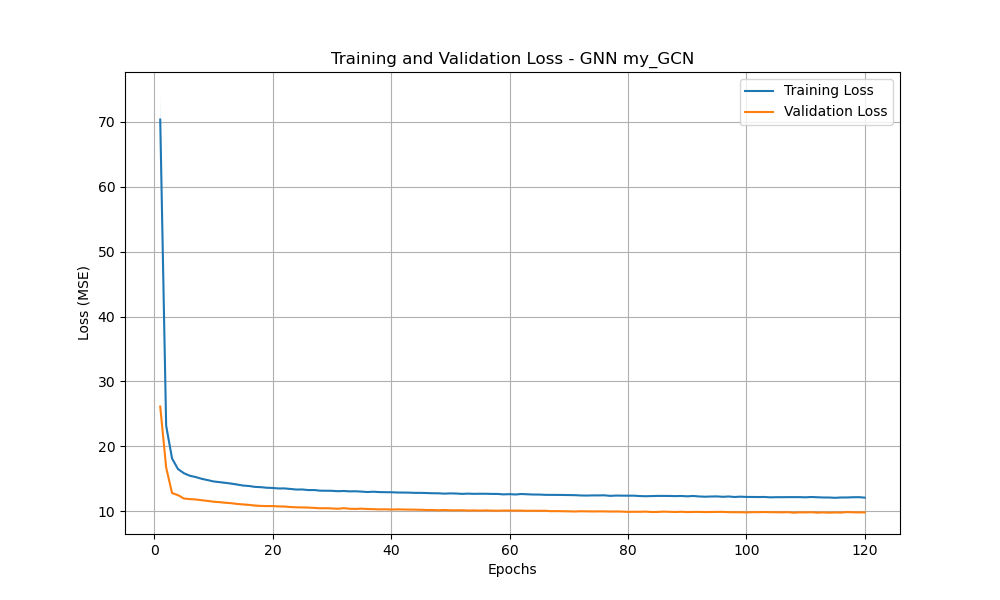 Training and Validation Loss - GNN my_GCN
Training Loss
Validation Loss
70
60
50
40
30
20
10
Loss (MSE)
0
20
40
60
80
100
120
Epochs